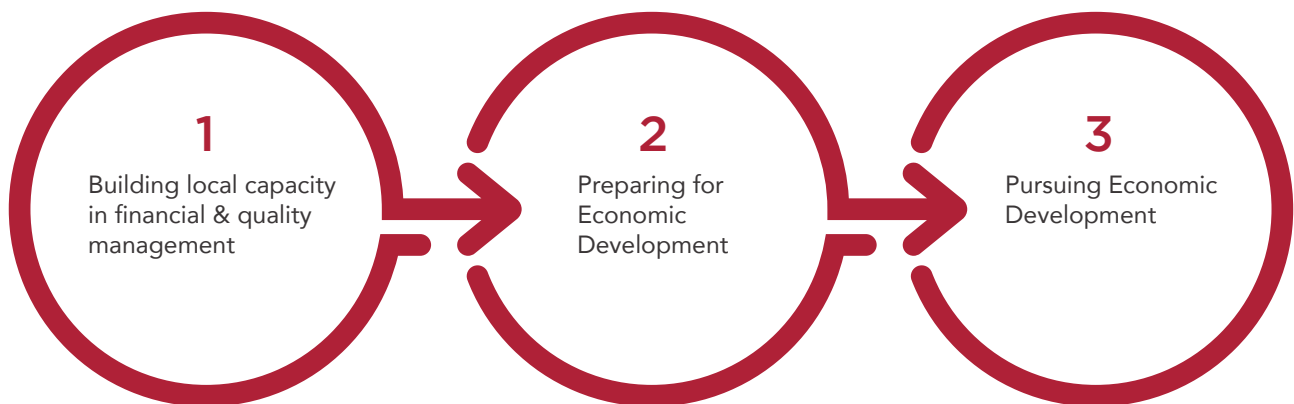 1
Building local capacity
in financial & quality
management
2
Preparing for
Economic
Development
3
Pursuing Economic
Development